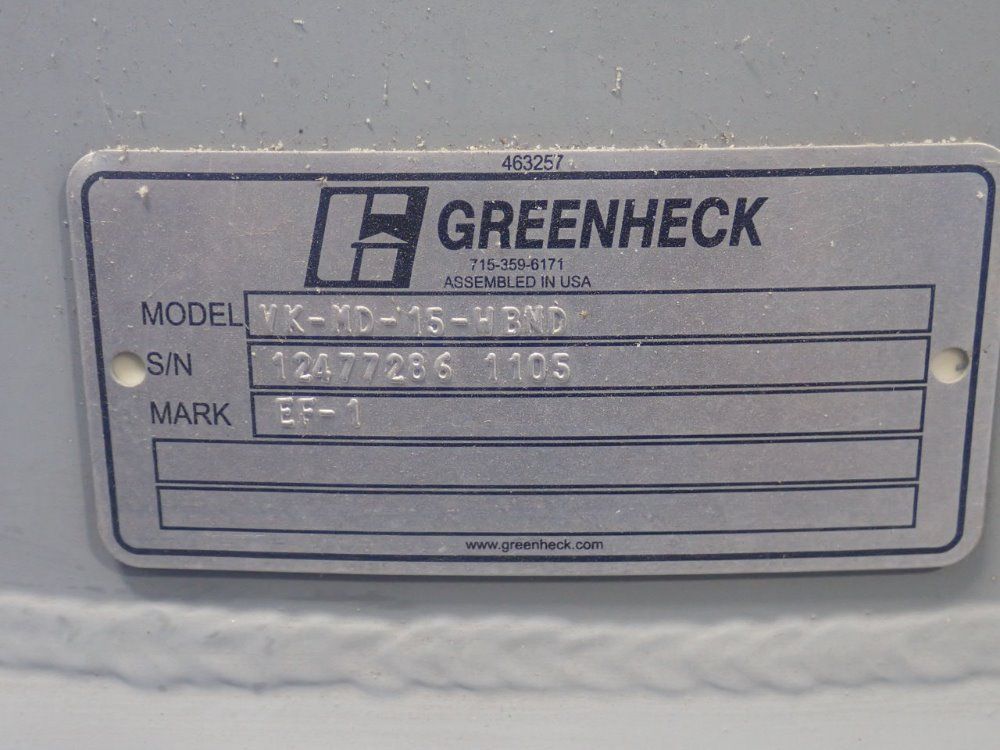 463257
GREENHECK
715-359-6171
ASSEMBLED IN USA
MODEL VK-MD-15-HBND
S/N 12477286 1105
MARK EF-1
www.greenheck.com